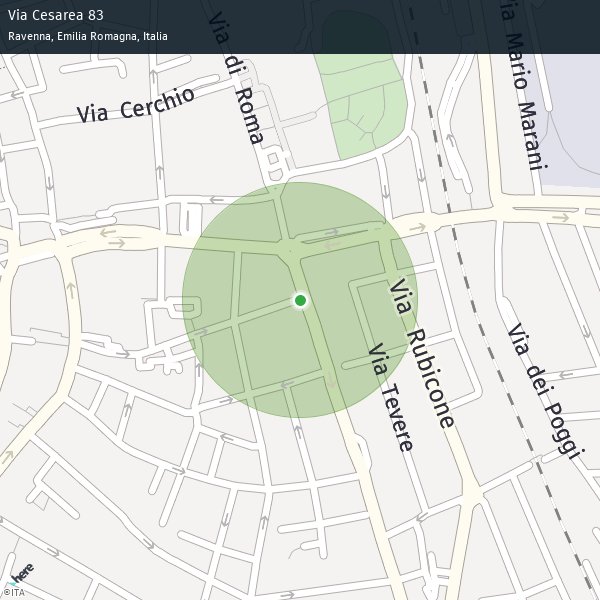 Via Cesarea 83
Ravenna, Emilia Romagna, Italia
Via di Roma
Via Mario Marani
Via Cerchio
Via Rubicone
Via Tevere
Via dei Poggi
here
©ITA